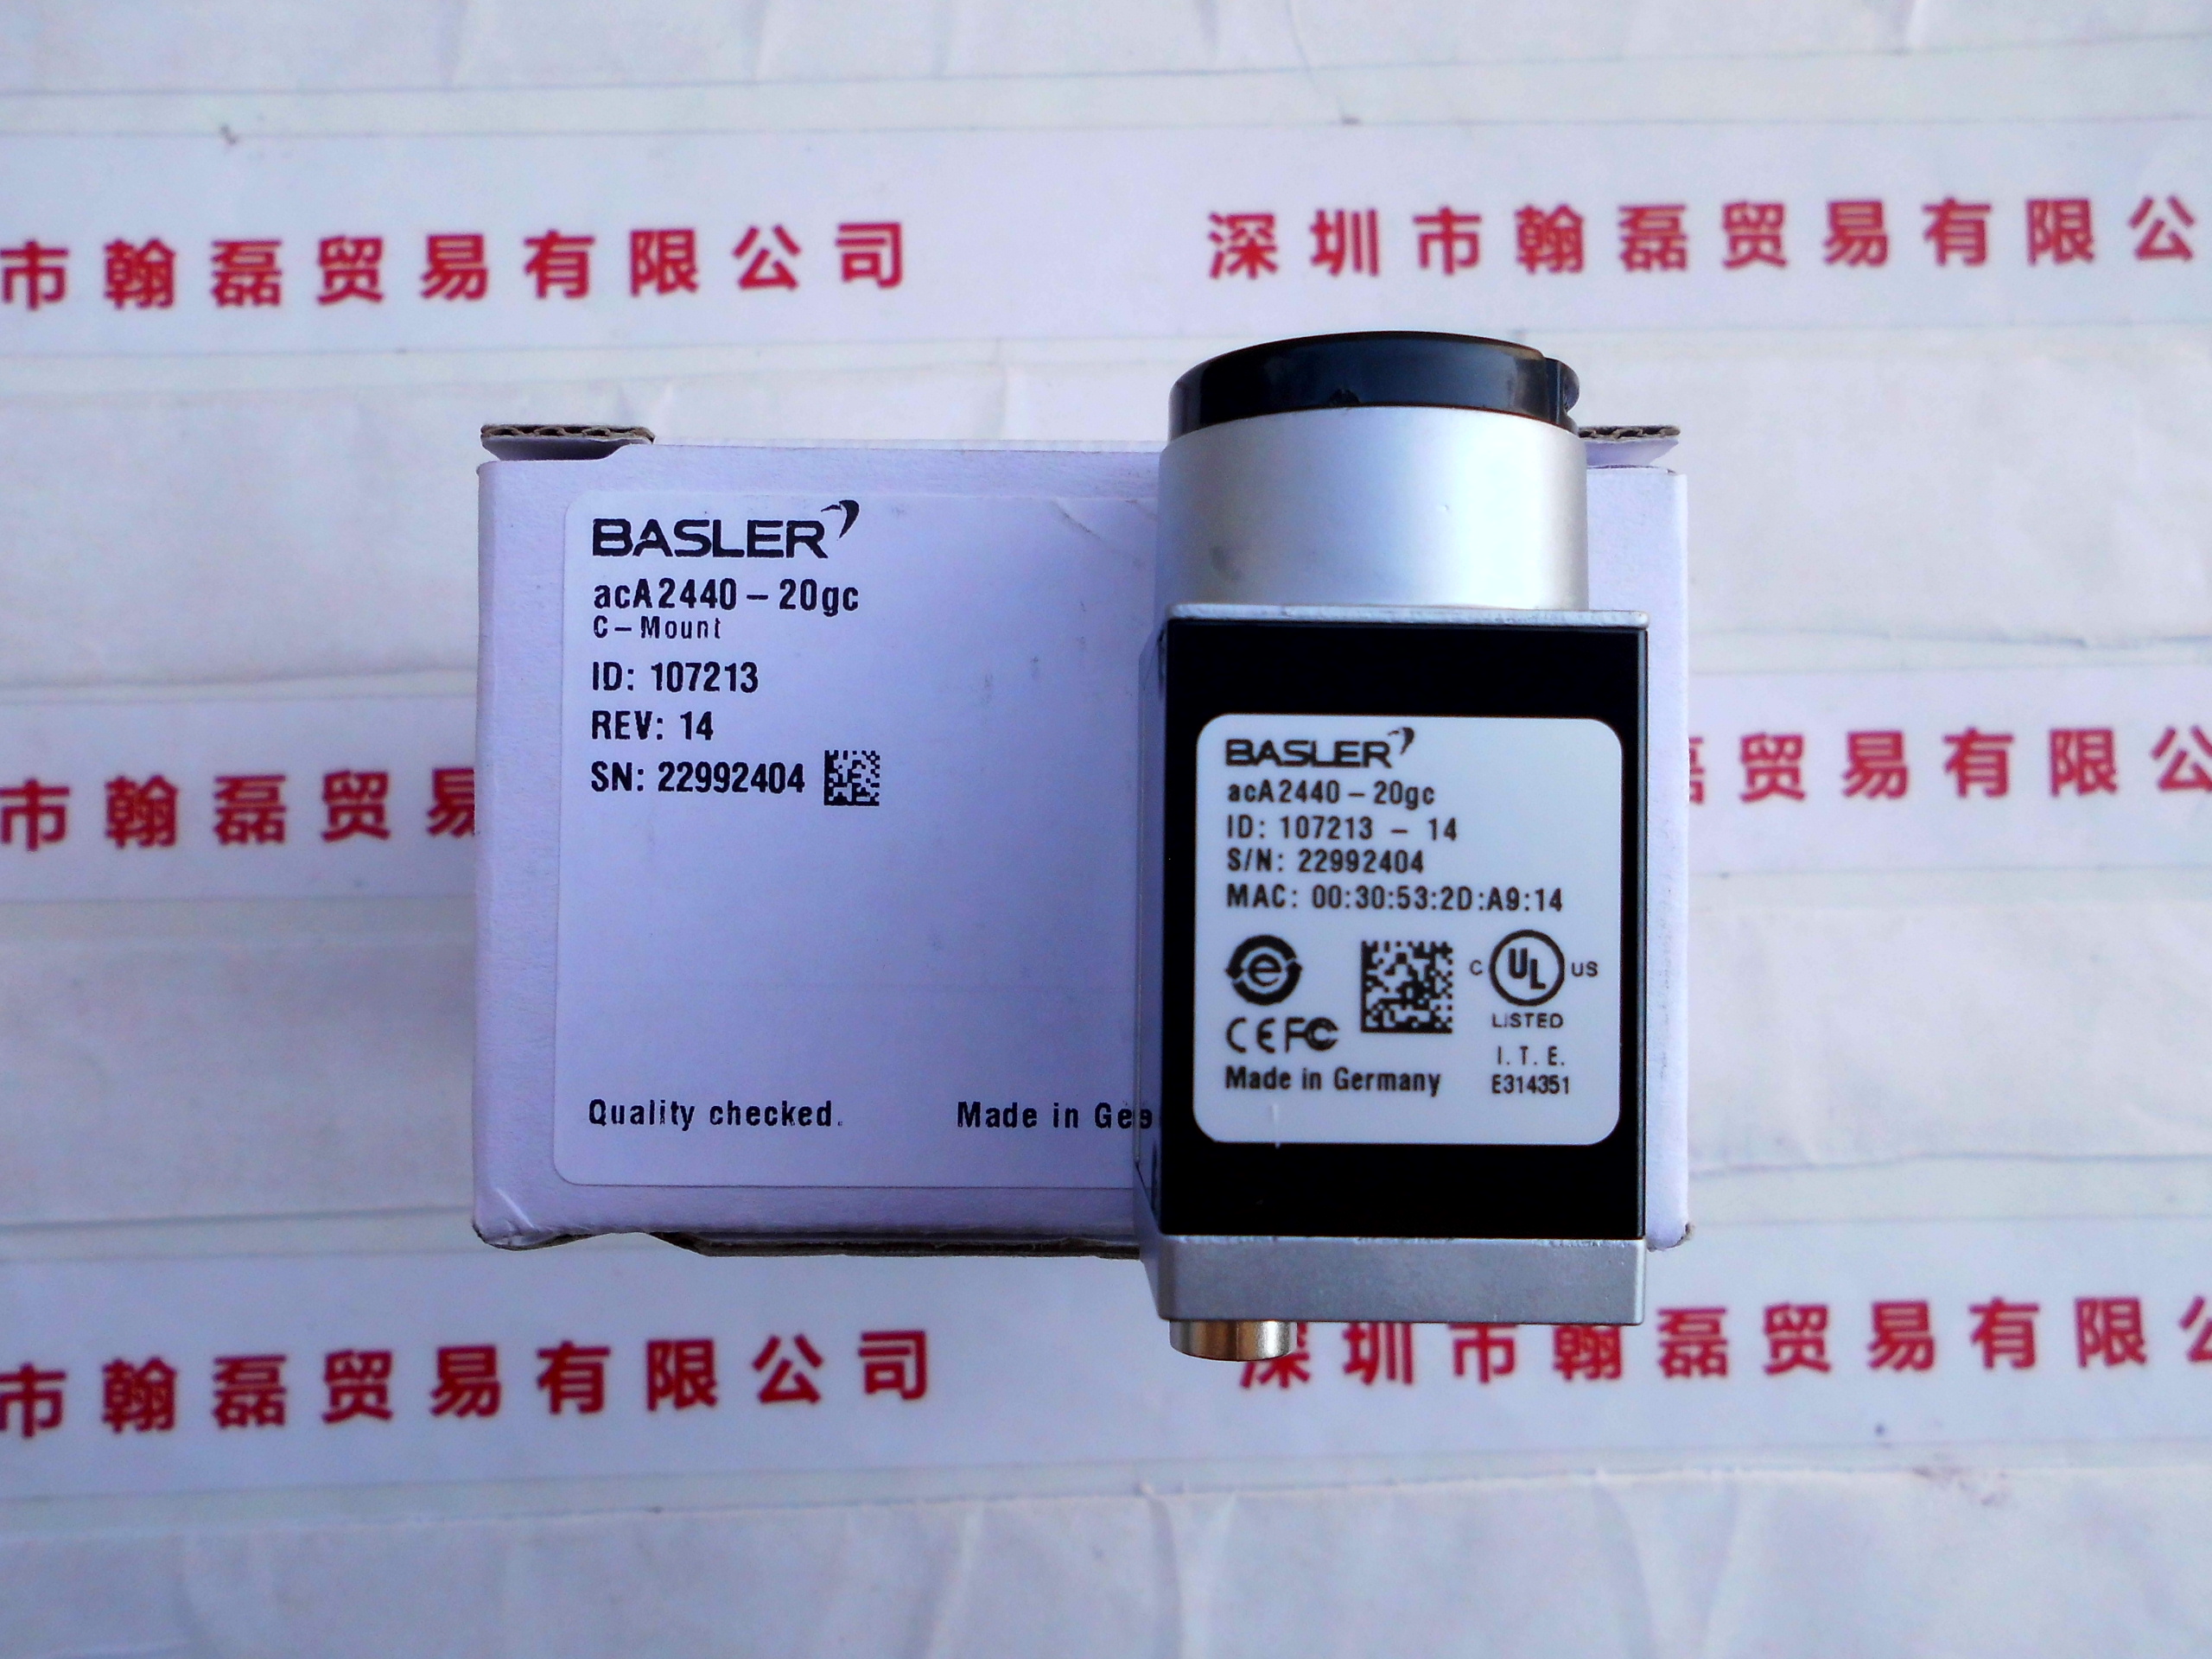 市翰磊贸易有限公司 深圳市翰磊贸易有限公
BASLER
acA2440-20gc
C-Mount
ID: 107213
REV: 14
SN: 22992404
Quality checked. Made in Ge
BASLER
acA2440-20gc
ID: 107213 - 14
S/N: 22992404
MAC: 00:30:53:2D:A9:14
e
C UL US
LISTED
CE FC
I.T.E.
Made in Germany
E314351
市翰磊贸易 磊贸易有限公
市翰磊贸易有限公司 深圳市翰磊贸易有限公